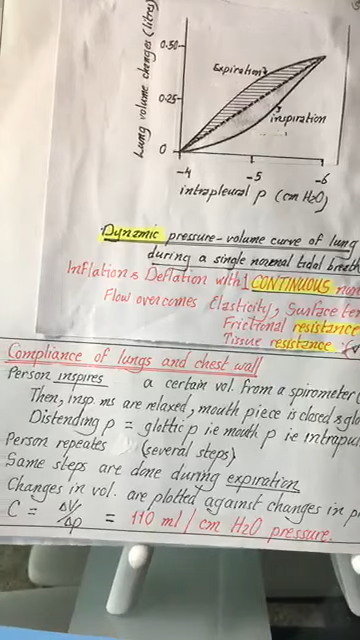 Lung volume changes (litres)
0.50
0.25
0
Expiration
inspiration
-4
-5
-6
intrapleural p (cm H2O)
Dynamic pressure-volume curve of lung
during a single normal tidal breath
Inflation & Deflation with 1 CONTINUOUS
Flow overcomes Elasticity, Surface
Frictional resistance
Tissue resistance
Compliance of lungs and chest wall
Person inspires a certain vol. from a spirometer
Then, insp. ms are relaxed, mouth piece is closed &
Distending p = glottic p ie mouth p ie
Person repeates (several steps)
Same steps are done during expiration
Changes in vol. are plotted against changes in
C = ΔV/Δp = 110 ml / cm H2O pressure.